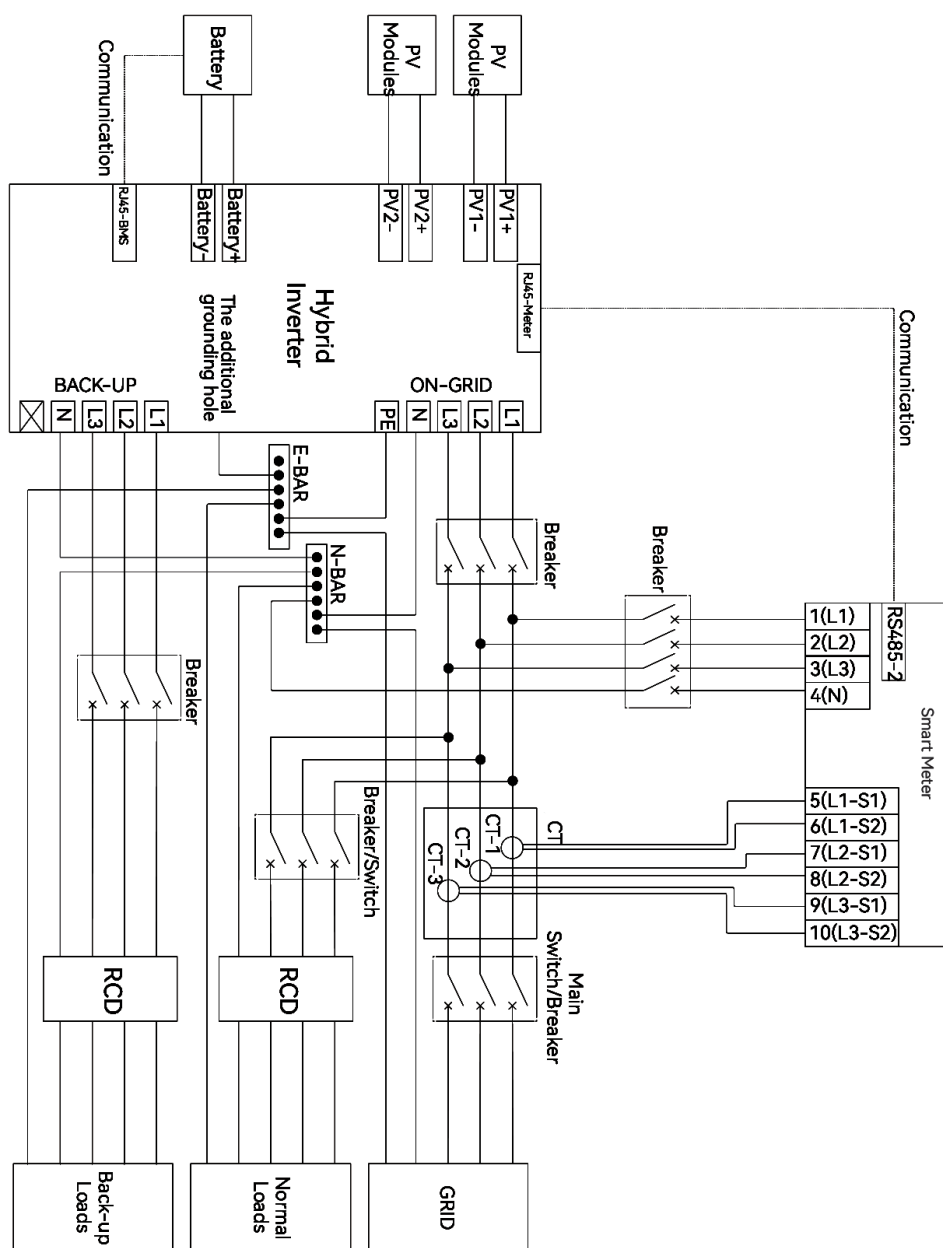 Battery
PV
Modules
PV
Modules
Communication
RJ45-BMS
Battery-
Battery+
PV2-
PV2+
PV1-
PV1+
RJ45-Meter
Communication
Hybrid
Inverter
The additional
grounding hole
BACK-UP
ON-GRID
N
L3
L2
L1
PE
N
L3
L2
L1
E-BAR
N-BAR
Breaker
Breaker
Breaker
RS485-2
Smart Meter
1(L1)
2(L2)
3(L3)
4(N)
5(L1-S1)
6(L1-S2)
7(L2-S1)
8(L2-S2)
9(L3-S1)
10(L3-S2)
Breaker/Switch
CT
CT-1
CT-2
CT-3
Main
Switch/Breaker
RCD
RCD
Back-up
Loads
Normal
Loads
GRID